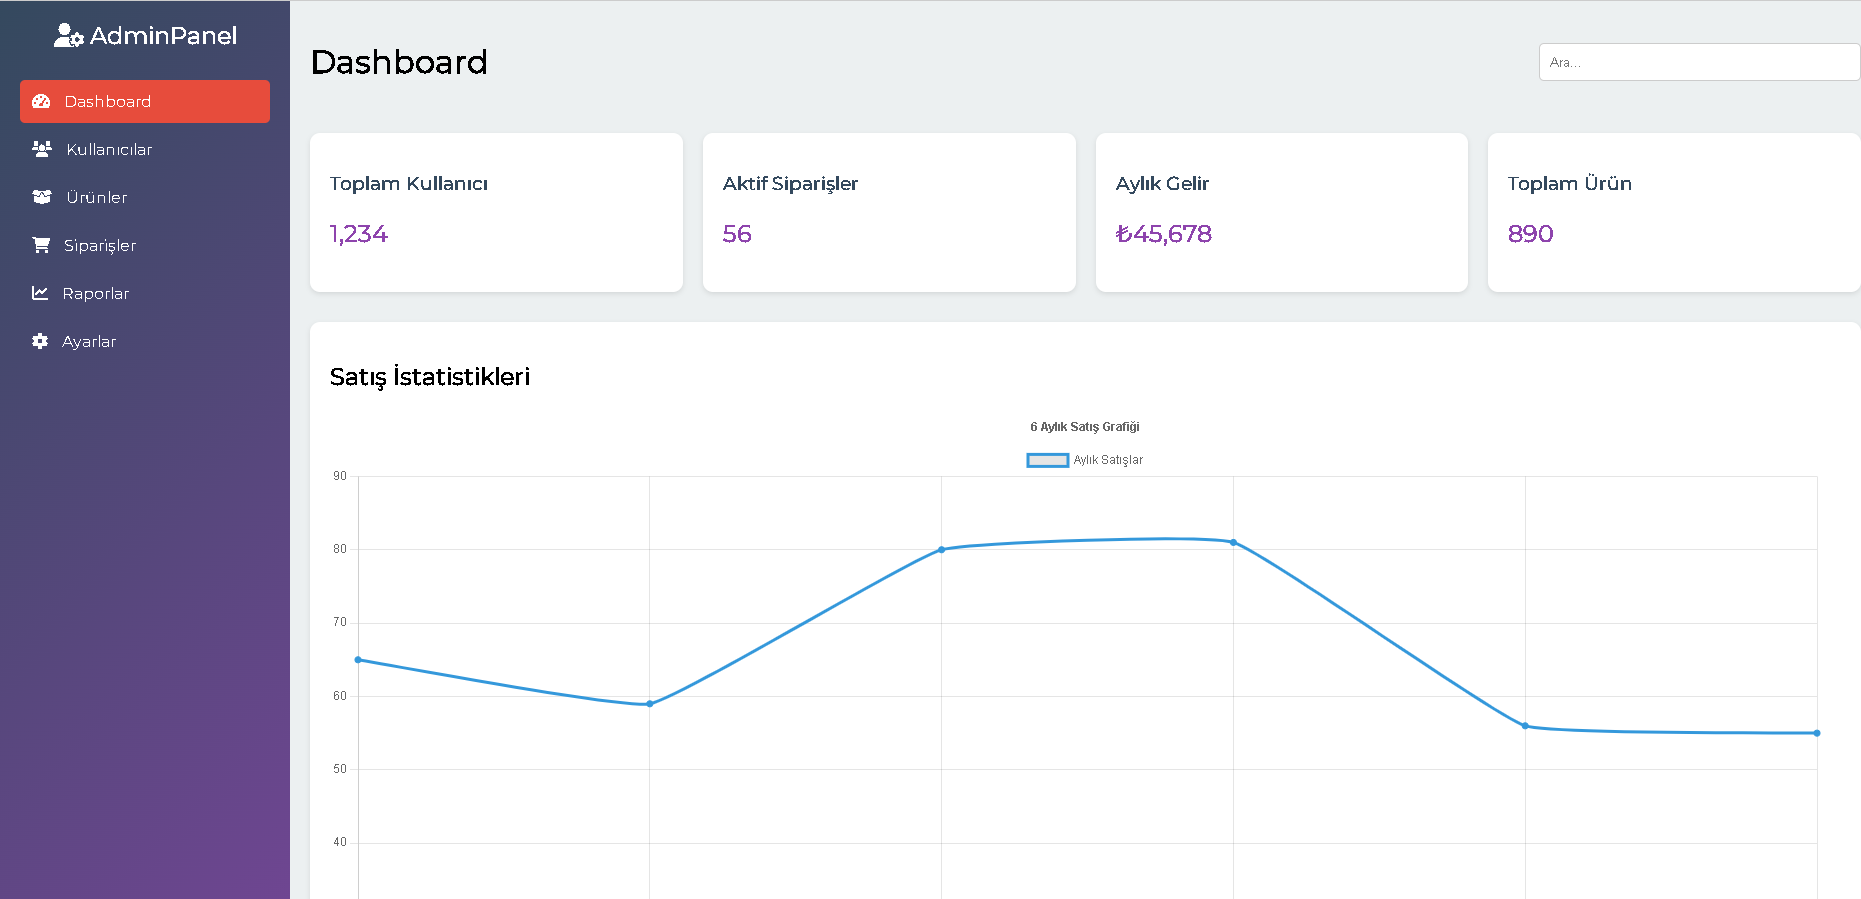 AdminPanel
Dashboard
Kullanıcılar
Ürünler
Siparişler
Raporlar
Ayarlar
Dashboard
Ara...
Toplam Kullanıcı
1,234
Aktif Siparişler
56
Aylık Gelir
₺45,678
Toplam Ürün
890
Satış İstatistikleri
6 Aylık Satış Grafiği
Aylık Satışlar
90
80
70
60
50
40